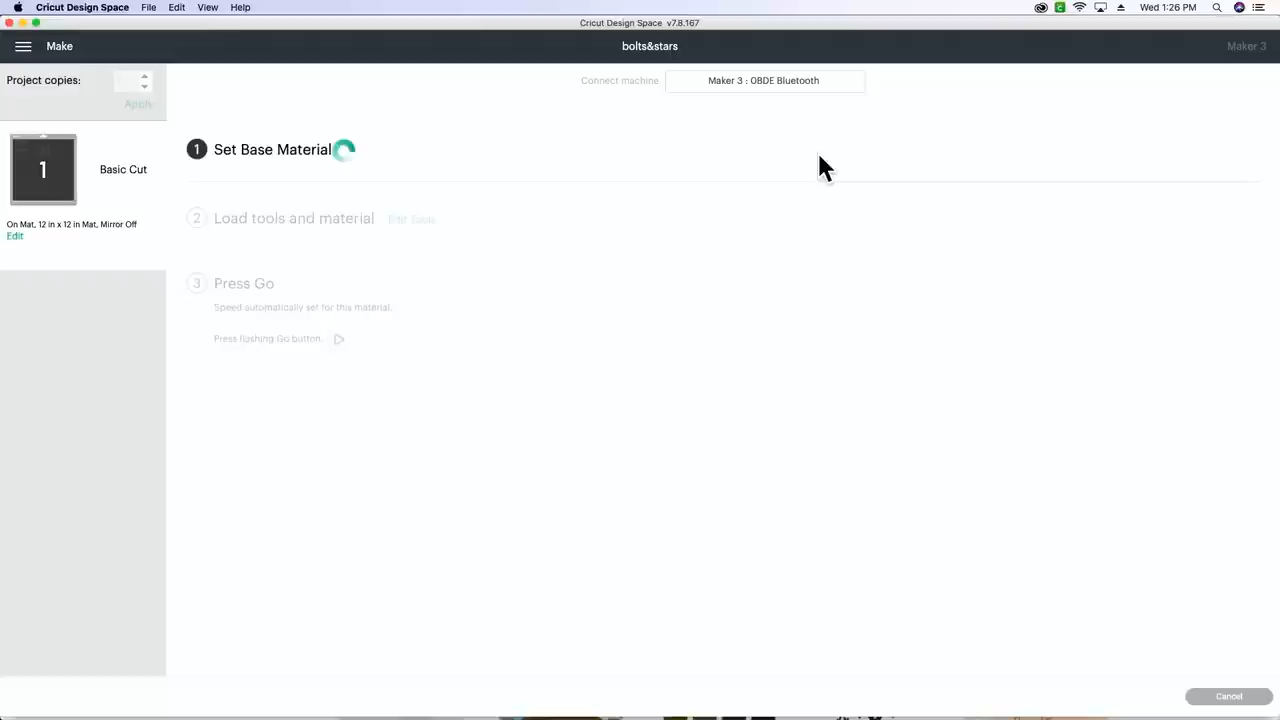 Cricut Design Space File Edit View Help Wed 1:26 PM
Cricut Design Space v7.8.167
Make bolts&stars Maker 3
Project copies:
Apply
Connect machine Maker 3 : 0BDE Bluetooth
1 Set Base Material
1 Basic Cut
On Mat, 12 in x 12 in Mat, Mirror Off
Edit
2 Load tools and material Edit Tools
3 Press Go
Speed automatically set for this material.
Press flashing Go button.
Cancel